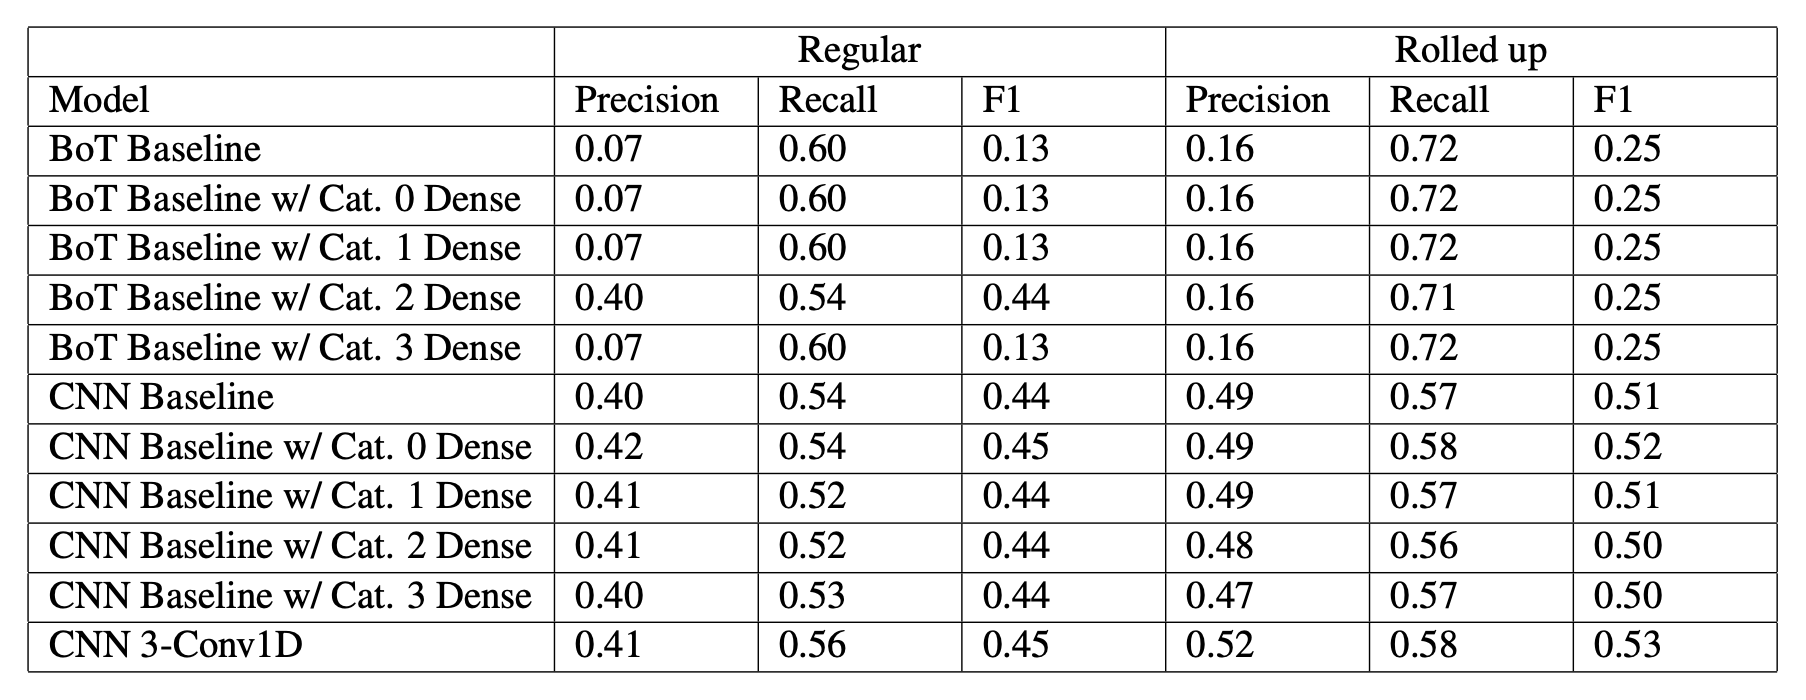 Regular Rolled up
Model Precision Recall F1 Precision Recall F1
BoT Baseline 0.07 0.60 0.13 0.16 0.72 0.25
BoT Baseline w/ Cat. 0 Dense 0.07 0.60 0.13 0.16 0.72 0.25
BoT Baseline w/ Cat. 1 Dense 0.07 0.60 0.13 0.16 0.72 0.25
BoT Baseline w/ Cat. 2 Dense 0.40 0.54 0.44 0.16 0.71 0.25
BoT Baseline w/ Cat. 3 Dense 0.07 0.60 0.13 0.16 0.72 0.25
CNN Baseline 0.40 0.54 0.44 0.49 0.57 0.51
CNN Baseline w/ Cat. 0 Dense 0.42 0.54 0.45 0.49 0.58 0.52
CNN Baseline w/ Cat. 1 Dense 0.41 0.52 0.44 0.49 0.57 0.51
CNN Baseline w/ Cat. 2 Dense 0.41 0.52 0.44 0.48 0.56 0.50
CNN Baseline w/ Cat. 3 Dense 0.40 0.53 0.44 0.47 0.57 0.50
CNN 3-Conv1D 0.41 0.56 0.45 0.52 0.58 0.53